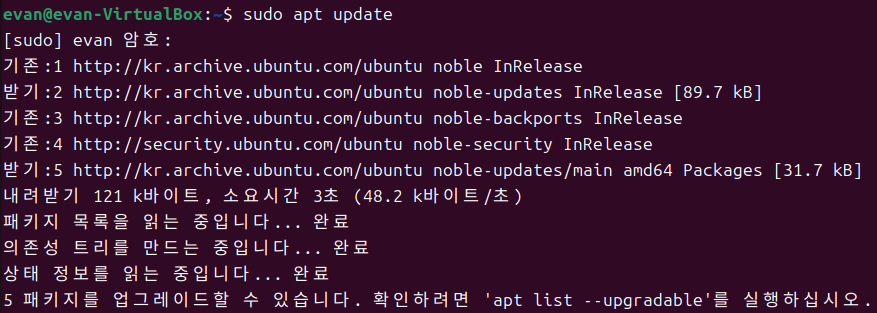 evan@evan-VirtualBox:~$ sudo apt update
[sudo] evan 암호:
기존:1 http://kr.archive.ubuntu.com/ubuntu noble InRelease
받기:2 http://kr.archive.ubuntu.com/ubuntu noble-updates InRelease [89.7 kB]
기존:3 http://kr.archive.ubuntu.com/ubuntu noble-backports InRelease
기존:4 http://security.ubuntu.com/ubuntu noble-security InRelease
받기:5 http://kr.archive.ubuntu.com/ubuntu noble-updates/main amd64 Packages [31.7 kB]
내려받기 121 k바이트, 소요시간 3초 (48.2 k바이트/초)
패키지 목록을 읽는 중입니다... 완료
의존성 트리를 만드는 중입니다... 완료
상태 정보를 읽는 중입니다... 완료
5 패키지를 업그레이드할 수 있습니다. 확인하려면 'apt list --upgradable'를 실행하십시오.